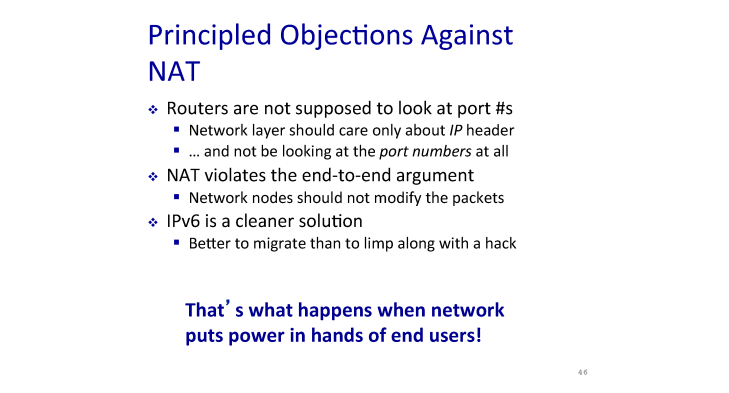 Principled Objections Against
NAT
❖ Routers are not supposed to look at port #s
▪ Network layer should care only about IP header
▪ … and not be looking at the port numbers at all
❖ NAT violates the end-to-end argument
▪ Network nodes should not modify the packets
❖ IPv6 is a cleaner solution
▪ Better to migrate than to limp along with a hack
That’s what happens when network
puts power in hands of end users!
46